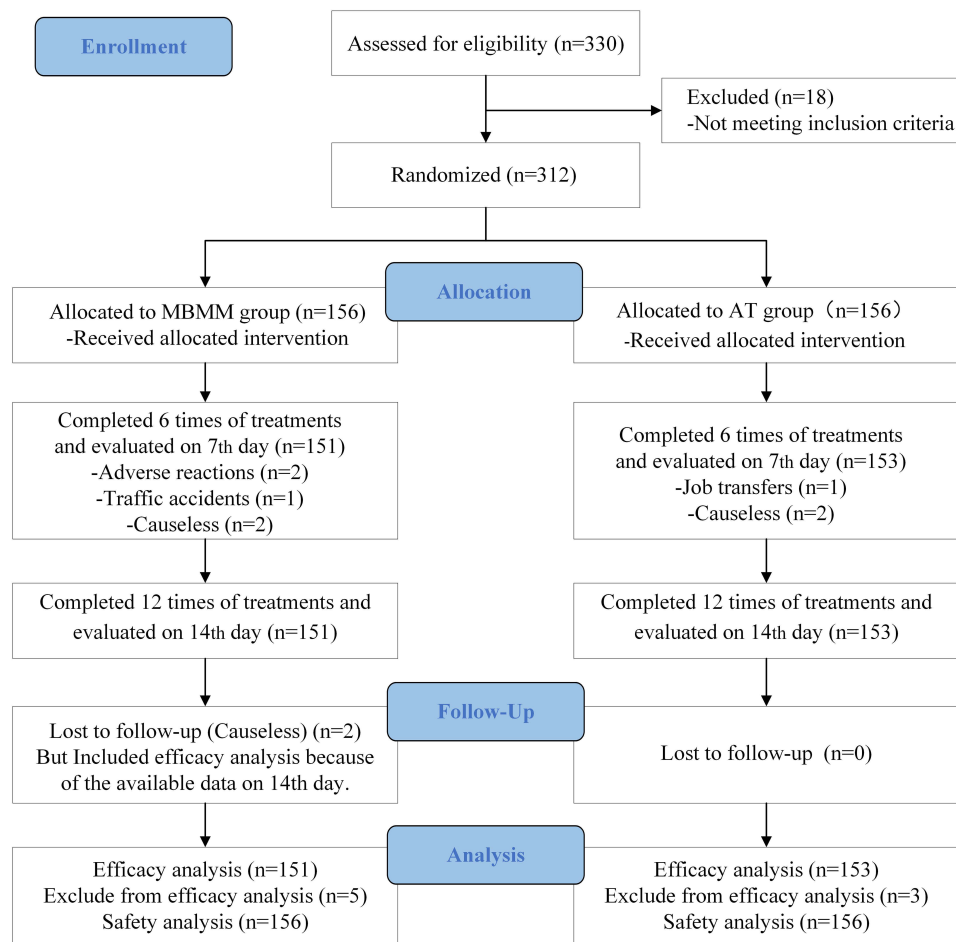 Enrollment
Assessed for eligibility (n=330)
Excluded (n=18)
-Not meeting inclusion criteria
Randomized (n=312)
Allocation
Allocated to MBMM group (n=156)
-Received allocated intervention
Allocated to AT group（n=156）
-Received allocated intervention
Completed 6 times of treatments
and evaluated on 7th day (n=151)
-Adverse reactions (n=2)
-Traffic accidents (n=1)
-Causeless (n=2)
Completed 6 times of treatments
and evaluated on 7th day (n=153)
-Job transfers (n=1)
-Causeless (n=2)
Completed 12 times of treatments and
evaluated on 14th day (n=151)
Completed 12 times of treatments and
evaluated on 14th day (n=153)
Follow-Up
Lost to follow-up (Causeless) (n=2)
But Included efficacy analysis because
of the available data on 14th day.
Lost to follow-up (n=0)
Analysis
Efficacy analysis (n=151)
Exclude from efficacy analysis (n=5)
Safety analysis (n=156)
Efficacy analysis (n=153)
Exclude from efficacy analysis (n=3)
Safety analysis (n=156)